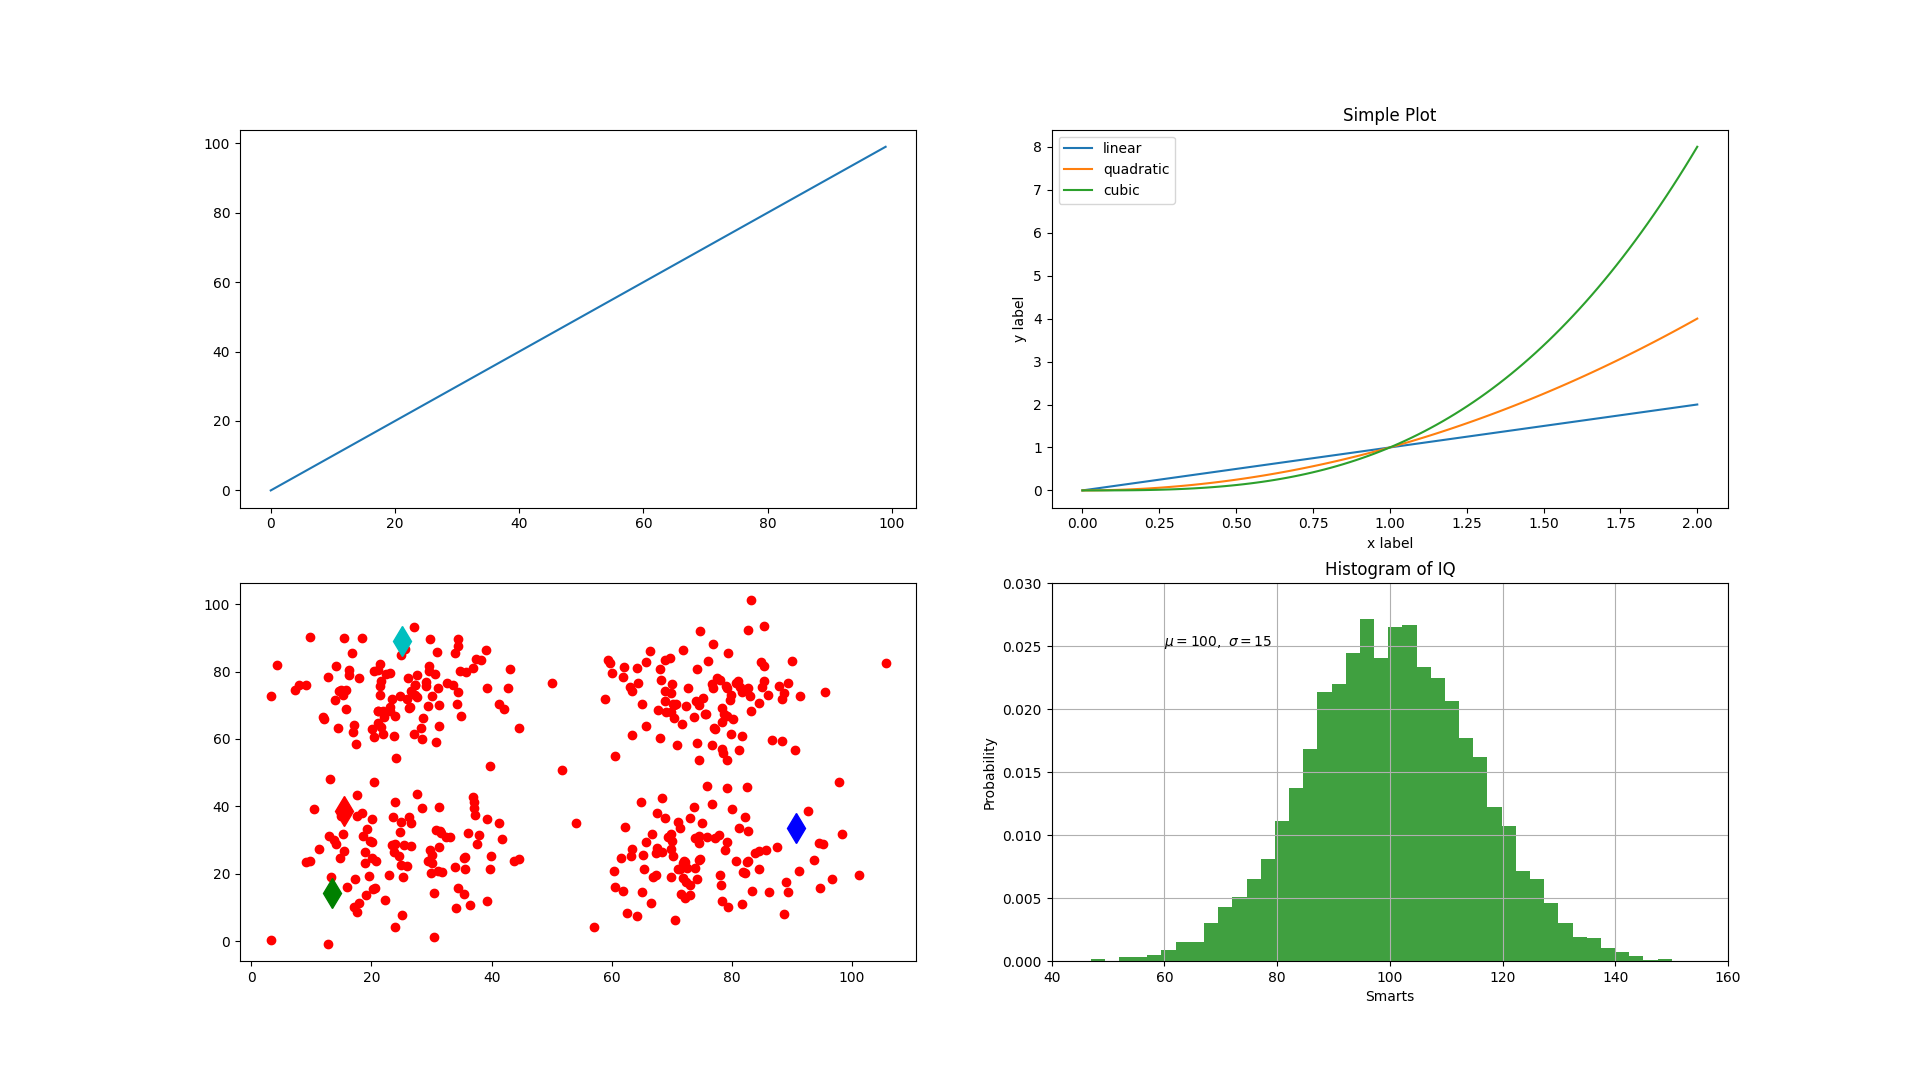 100
80
60
40
20
0
0 20 40 60 80 100
Simple Plot
linear
quadratic
cubic
8
7
6
5
4
3
2
1
0
y label
0.00 0.25 0.50 0.75 1.00 1.25 1.50 1.75 2.00
x label
100
80
60
40
20
0
0 20 40 60 80 100
Histogram of IQ
μ = 100, σ = 15
0.030
0.025
0.020
0.015
0.010
0.005
0.000
Probability
40 60 80 100 120 140 160
Smarts